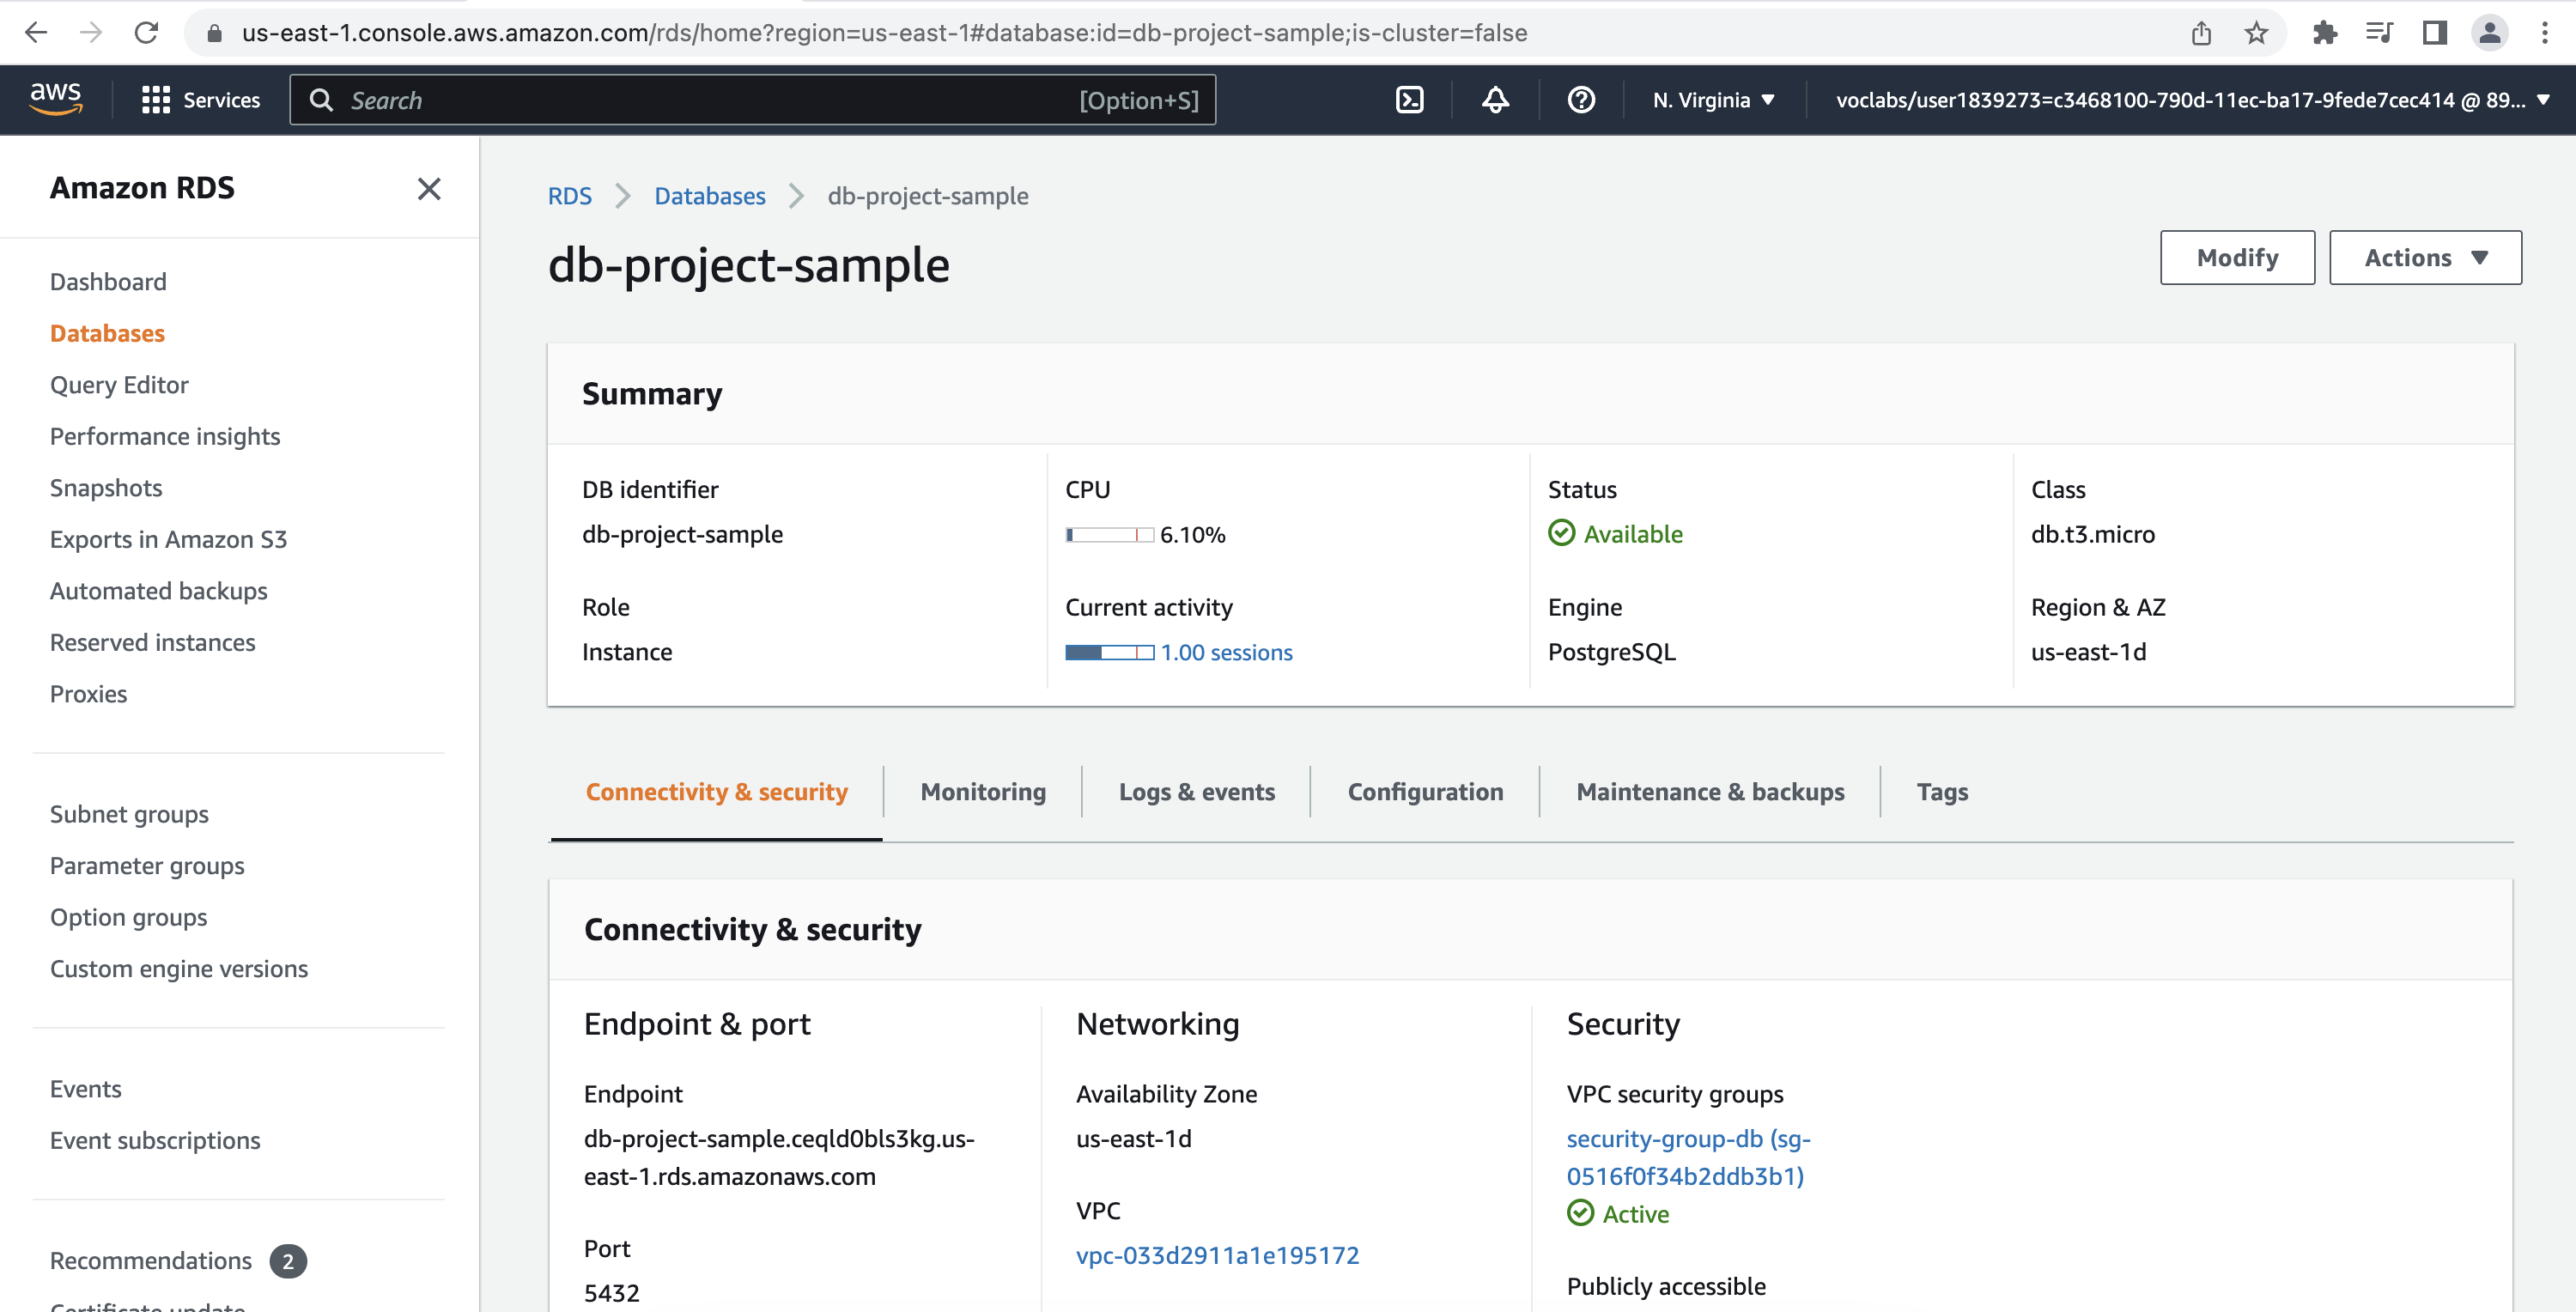 us-east-1.console.aws.amazon.com/rds/home?region=us-east-1#database:id=db-project-sample;is-cluster=false
aws
Services
Search
[Option+S]
N. Virginia
voclabs/user1839273=c3468100-790d-11ec-ba17-9fede7cec414 @ 89...
Amazon RDS
Dashboard
Databases
Query Editor
Performance insights
Snapshots
Exports in Amazon S3
Automated backups
Reserved instances
Proxies
Subnet groups
Parameter groups
Option groups
Custom engine versions
Events
Event subscriptions
Recommendations 2
Certificate update
RDS > Databases > db-project-sample
db-project-sample
Modify
Actions
Summary
DB identifier
db-project-sample
CPU
6.10%
Status
Available
Class
db.t3.micro
Role
Instance
Current activity
1.00 sessions
Engine
PostgreSQL
Region & AZ
us-east-1d
Connectivity & security
Monitoring
Logs & events
Configuration
Maintenance & backups
Tags
Connectivity & security
Endpoint & port
Endpoint
db-project-sample.ceqld0bls3kg.us-
east-1.rds.amazonaws.com
Port
5432
Networking
Availability Zone
us-east-1d
VPC
vpc-033d2911a1e195172
Security
VPC security groups
security-group-db (sg-
0516f0f34b2ddb3b1)
Active
Publicly accessible